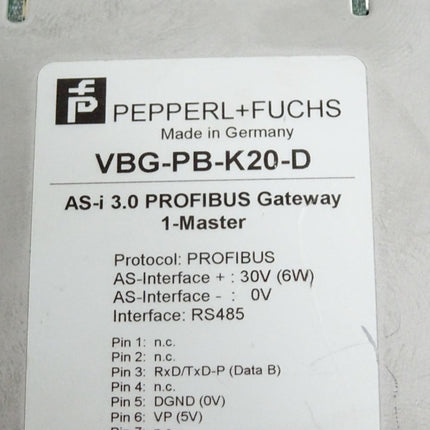 PEPPERL+FUCHS
Made in Germany
VBG-PB-K20-D
AS-i 3.0 PROFIBUS Gateway
1-Master
Protocol: PROFIBUS
AS-Interface + : 30V (6W)
AS-Interface - : 0V
Interface: RS485
Pin 1: n.c.
Pin 2: n.c.
Pin 3: RxD/TxD-P (Data B)
Pin 4: n.c.
Pin 5: DGND (0V)
Pin 6: VP (5V)